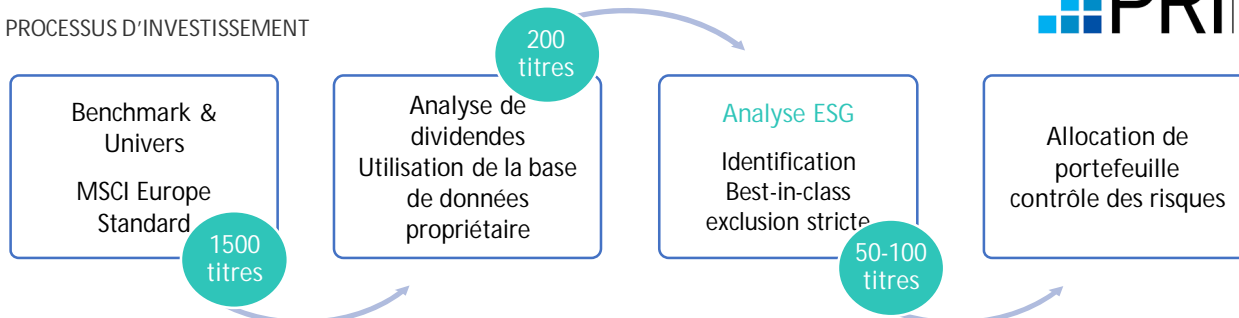 PROCESSUS D'INVESTISSEMENT
PRI
Benchmark &
Univers
MSCI Europe
Standard
1500
titres
Analyse de
dividendes
Utilisation de la base
de données
propriétaire
200
titres
Analyse ESG
Identification
Best-in-class
exclusion stricte
50-100
titres
Allocation de
portefeuille
contrôle des risques